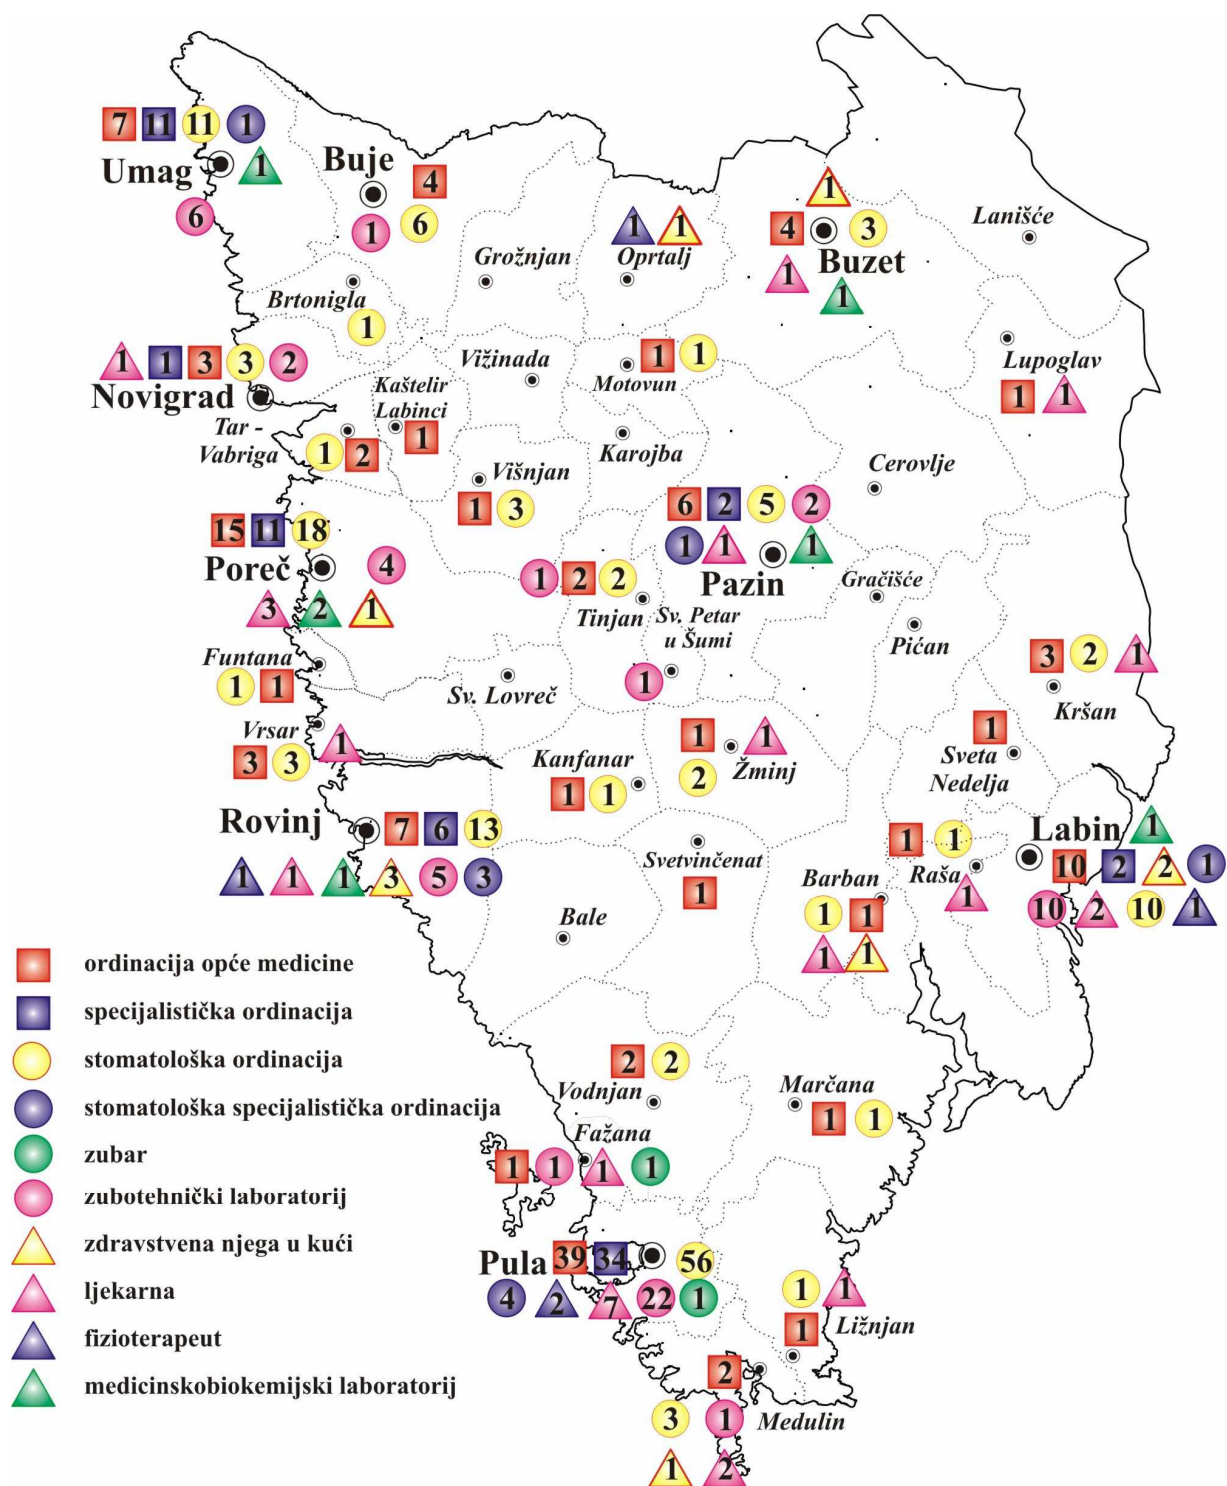 7 11 11 1
Umag 1
6
Buje 4
1 6
1 1
Oprtalj
1
4 3
Buzet
1
1
Lanišće
Grožnjan
Brtonigla
1
1 1 3 3 2
Novigrad
Vižinada
1 1
Motovun
Lupoglav
1 1
Kaštelir
Labinci
1
Tar -
Vabriga
1 2
Karojba
Cerovlje
Višnjan
1 3
6 2 5 2
1 1 1
Pazin
15 11 18
Poreč 4
3 2 1
1 2 2
Tinjan
Sv. Petar
u Šumi
1
Gračišće
Pićan
Funtana
1 1
Sv. Lovreč
3 2 1
Kršan
Vrsar
1
3 3
1 1
Žminj
2
1
Sveta
Nedelja
Kanfanar
1 1
Rovinj 7 6 13
1 1 1 3 5 3
Svetvinčenat
1
1 1
Raša
1
Labin 1
10 2 2 1
10 2 10 1
Barban
1 1
1 1
Bale
2 2
Vodnjan
Marčana
1 1
Fažana
1 1 1 1
Pula 39 34 56
4 2 7 22 1
1 1
Ližnjan
1
2
3 1
Medulin
1 2
ordinacija opće medicine
specijalistička ordinacija
stomatološka ordinacija
stomatološka specijalistička ordinacija
zubar
zubotehnički laboratorij
zdravstvena njega u kući
ljekarna
fizioterapeut
medicinskobiokemijski laboratorij